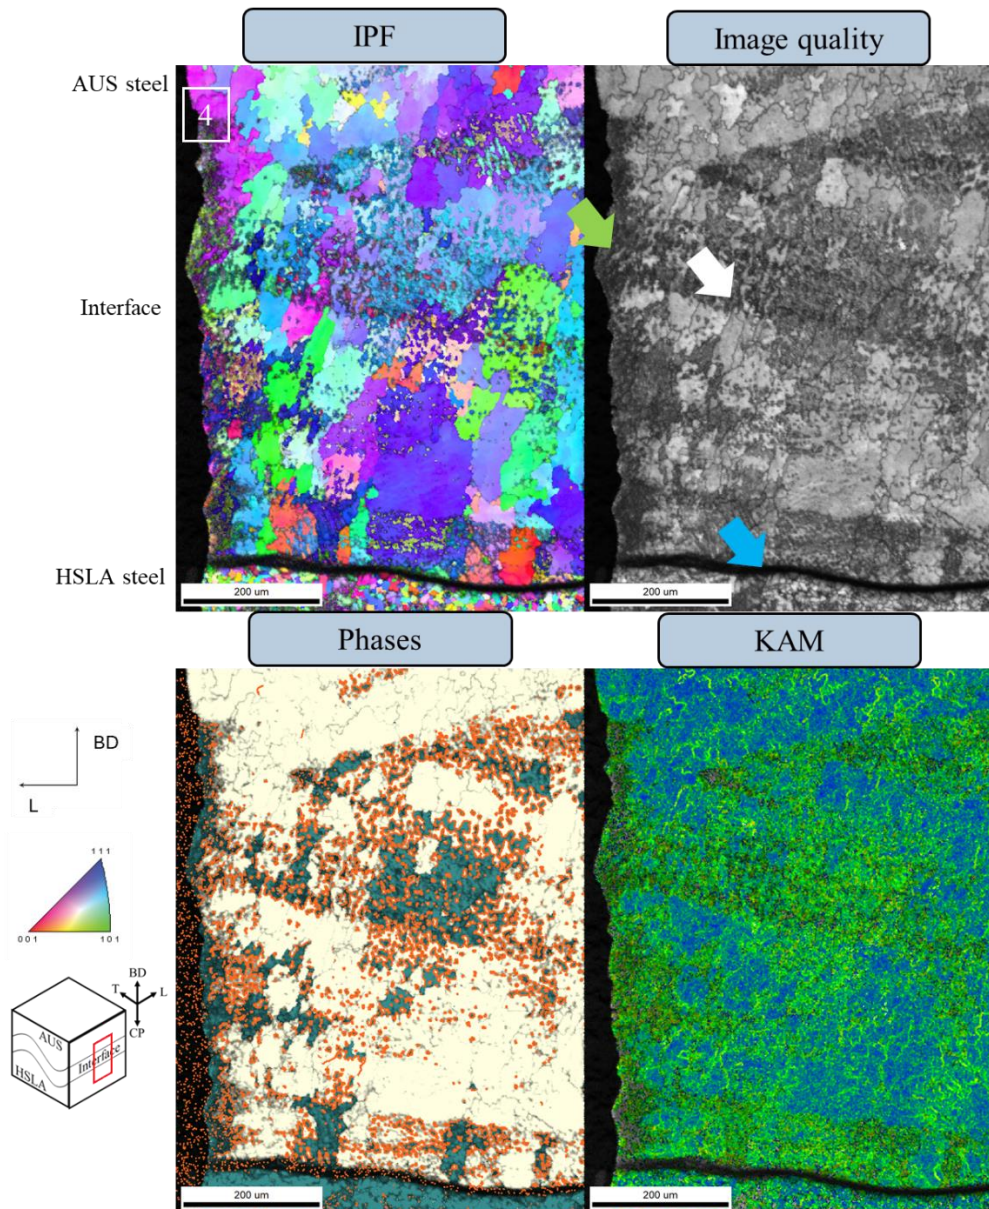 IPF
Image quality
AUS steel
4
Interface
HSLA steel
200 um
200 um
Phases
KAM
BD
L
1 1 1
0 0 1
1 0 1
BD
T
L
CP
AUS
Interface
HSLA
200 um
200 um